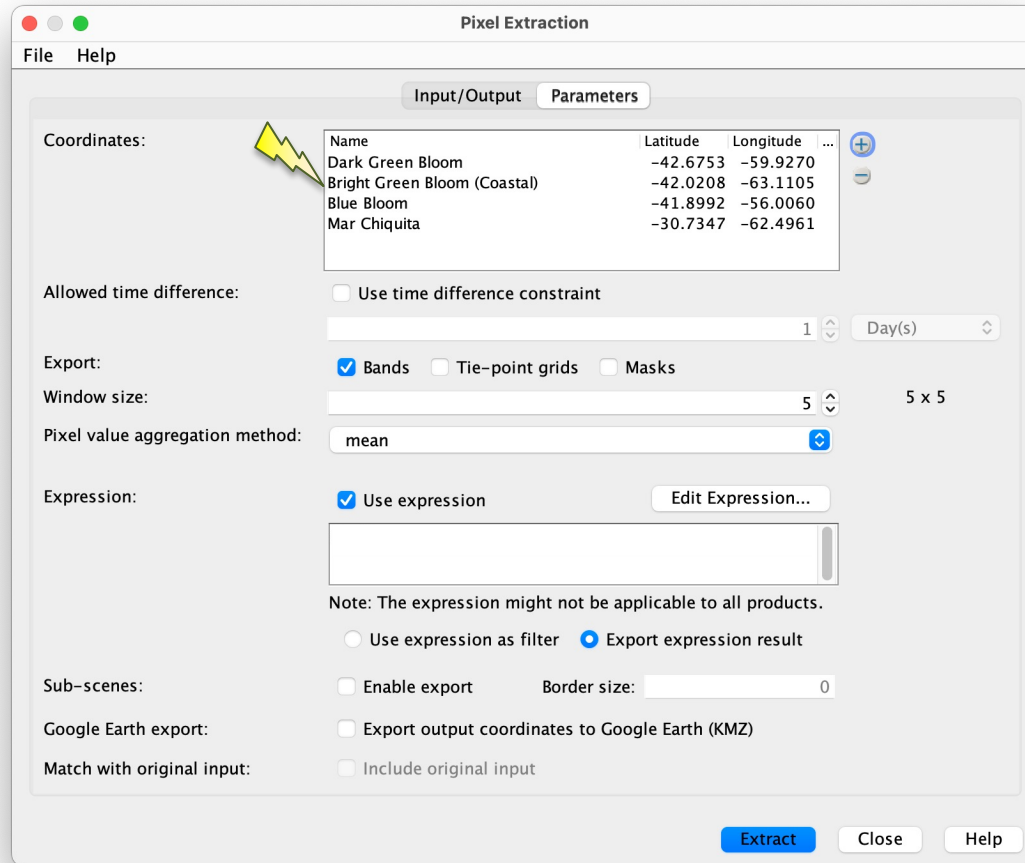 Pixel Extraction
File Help
Input/Output Parameters
Coordinates:
Name Latitude Longitude ...
Dark Green Bloom -42.6753 -59.9270
Bright Green Bloom (Coastal) -42.0208 -63.1105
Blue Bloom -41.8992 -56.0060
Mar Chiquita -30.7347 -62.4961
Allowed time difference: Use time difference constraint
1 Day(s)
Export: Bands Tie-point grids Masks
Window size: 5 5 x 5
Pixel value aggregation method: mean
Expression: Use expression Edit Expression...
Note: The expression might not be applicable to all products.
Use expression as filter Export expression result
Sub-scenes: Enable export Border size: 0
Google Earth export: Export output coordinates to Google Earth (KMZ)
Match with original input: Include original input
Extract Close Help